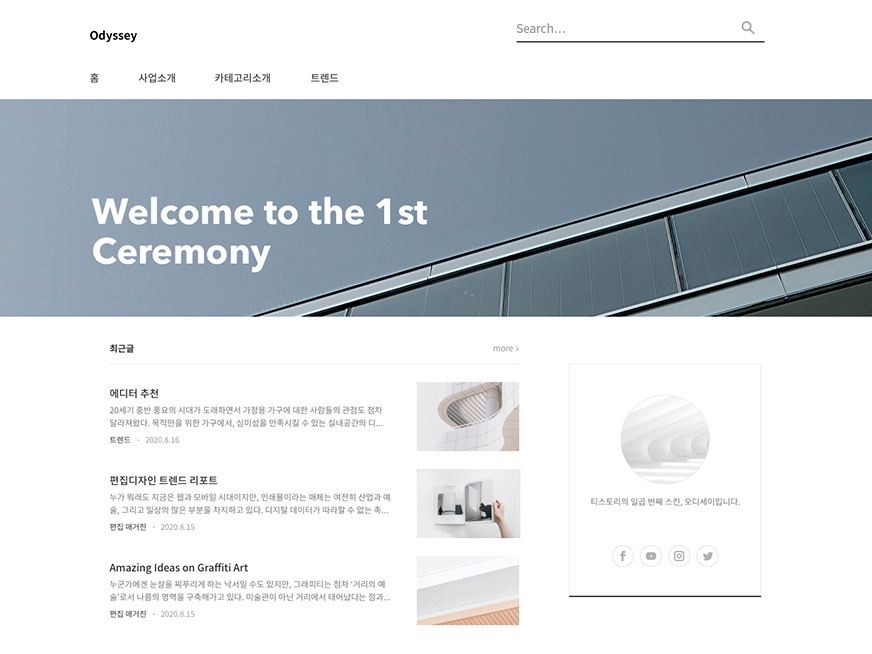 Odyssey
Search...
홈
사업소개
카테고리소개
트렌드
Welcome to the 1st
Ceremony
최근글
more ›
에디터 추천
20세기 중반 풍요의 시대가 도래하면서 가정용 가구에 대한 사람들의 관점도 점차
달라져왔다. 목적만을 위한 가구에서, 심미성을 만족시킬 수 있는 실내공간의 디...
트렌드 · 2020.8.16
편집디자인 트렌드 리포트
누가 뭐래도 지금은 웹과 모바일 시대이지만, 인쇄물이라는 매체는 여전히 산업과 예
술, 그리고 일상의 많은 부분을 차지하고 있다. 디지털 데이터가 따라할 수 없는 촉...
편집 매거진 · 2020.8.15
Amazing Ideas on Graffiti Art
누군가에겐 눈살을 찌푸리게 하는 낙서일 수도 있지만, 그래피티는 점차 '거리의 예
술'로서 나름의 영역을 구축해가고 있다. 미술관이 아닌 거리에서 태어났다는 점과...
편집 매거진 · 2020.8.15
티스토리의 일곱 번째 스킨, 오디세이입니다.